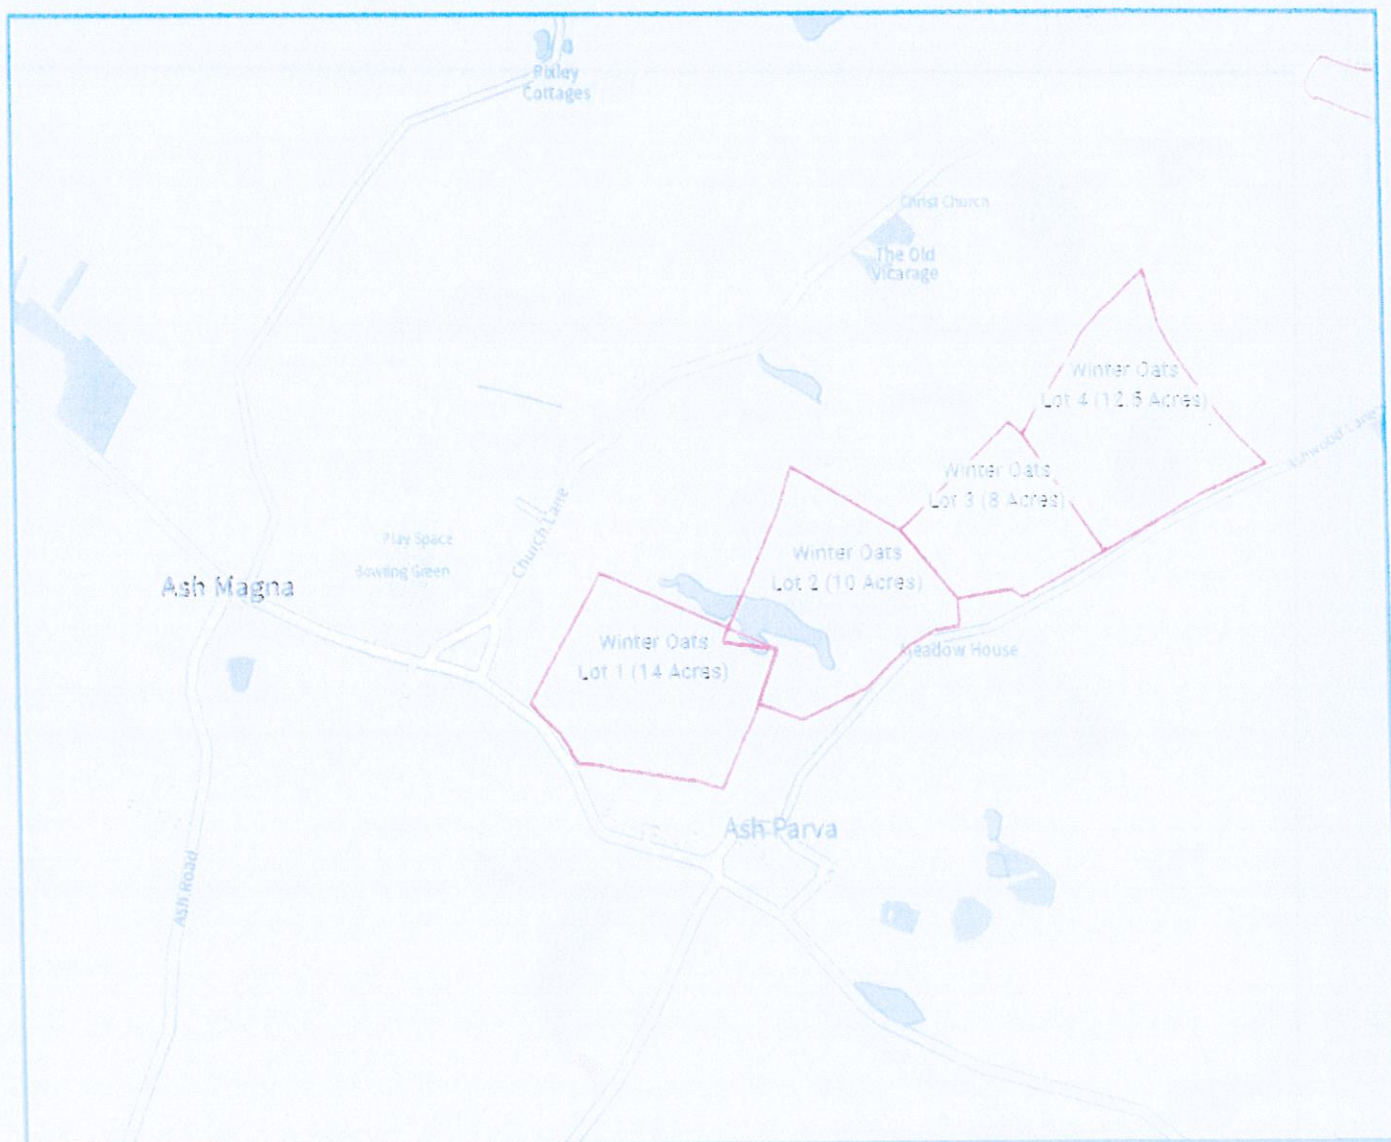 Pixley
Cottages
Christ Church
The Old
Vicarage
Winter Oats
Lot 4 (12.5 Acres)
Ashwood Lane
Winter Oats
Lot 3 (8 Acres)
Church Lane
Play Space
Bowling Green
Winter Oats
Lot 2 (10 Acres)
Ash Magna
Winter Oats
Lot 1 (14 Acres)
Meadow House
Ash Parva
Ash Road